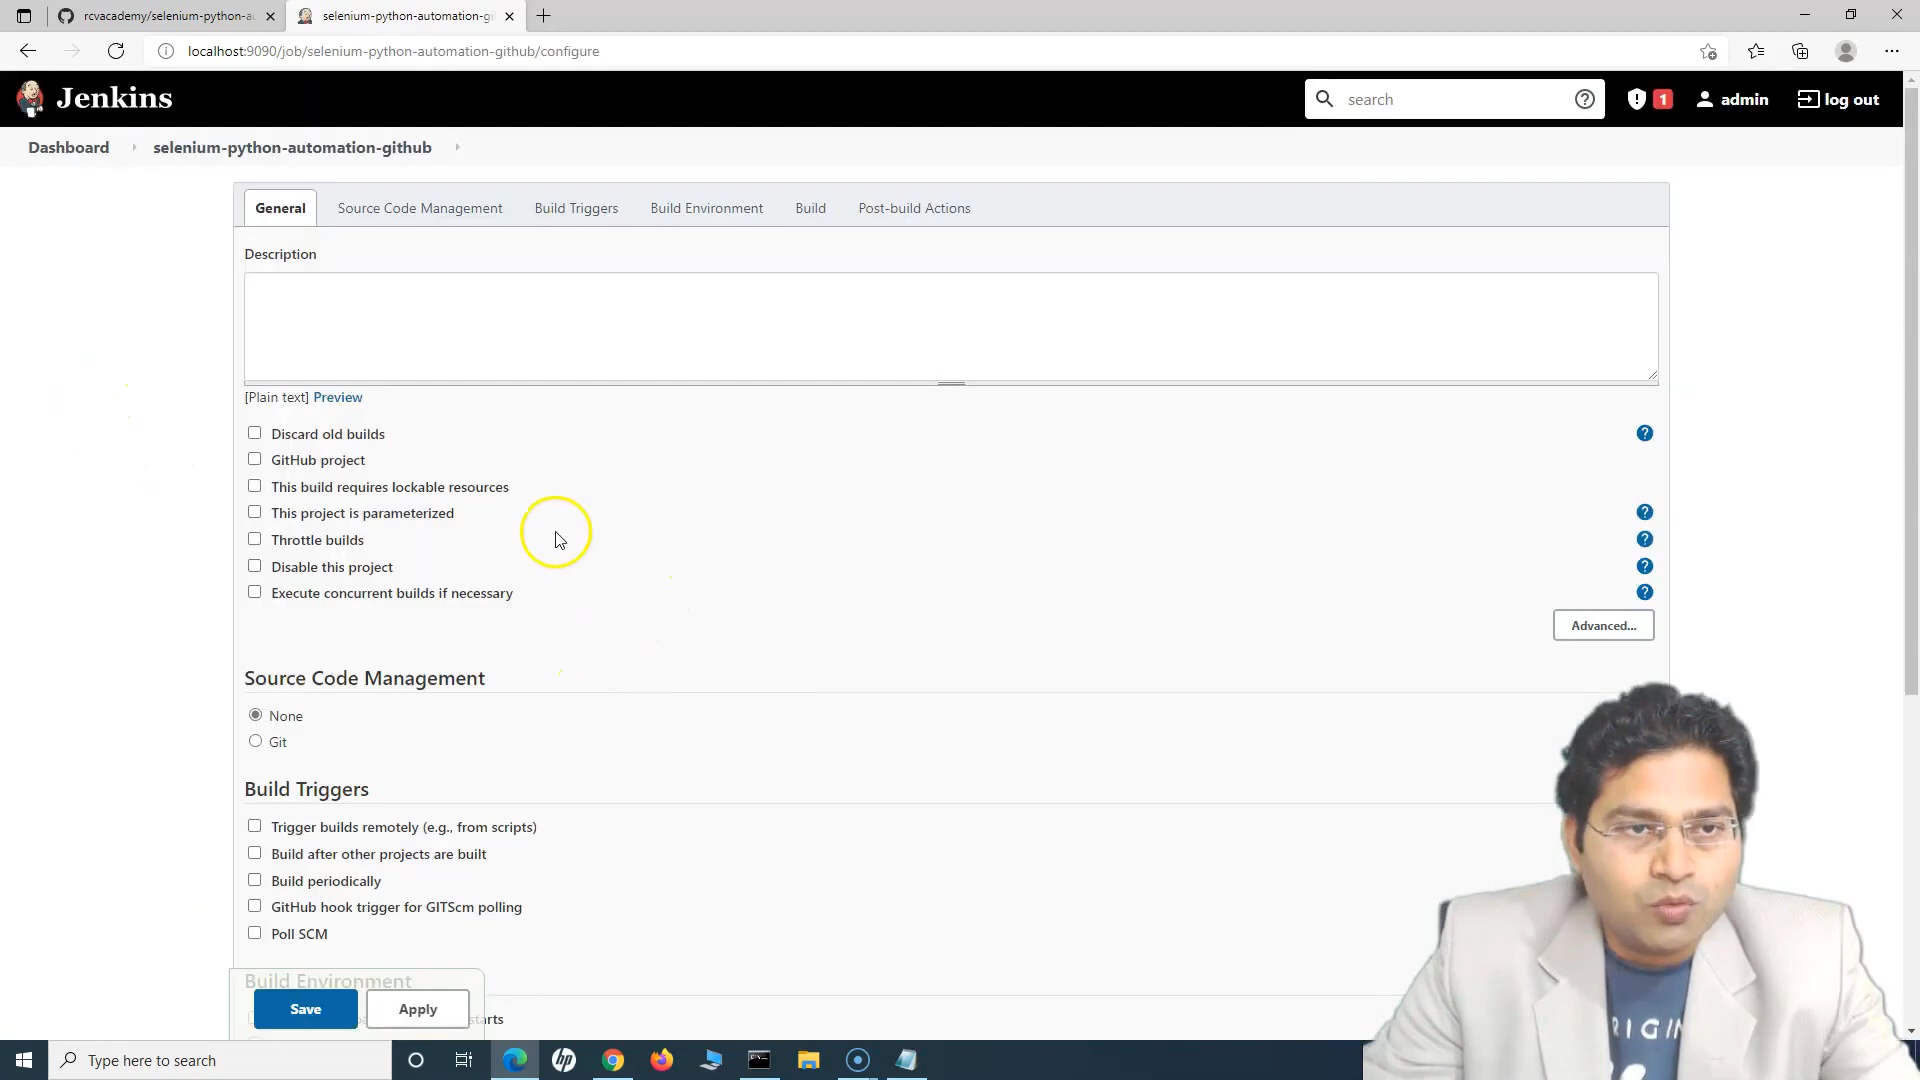 rcvacademy/selenium-python-au
selenium-python-automation-gi
localhost:9090/job/selenium-python-automation-github/configure
Jenkins
search
1
admin
log out
Dashboard
selenium-python-automation-github
General
Source Code Management
Build Triggers
Build Environment
Build
Post-build Actions
Description
[Plain text] Preview
Discard old builds
GitHub project
This build requires lockable resources
This project is parameterized
Throttle builds
Disable this project
Execute concurrent builds if necessary
Advanced...
Source Code Management
None
Git
Build Triggers
Trigger builds remotely (e.g., from scripts)
Build after other projects are built
Build periodically
GitHub hook trigger for GITScm polling
Poll SCM
Build Environment
Save
Apply
starts
Type here to search
hp